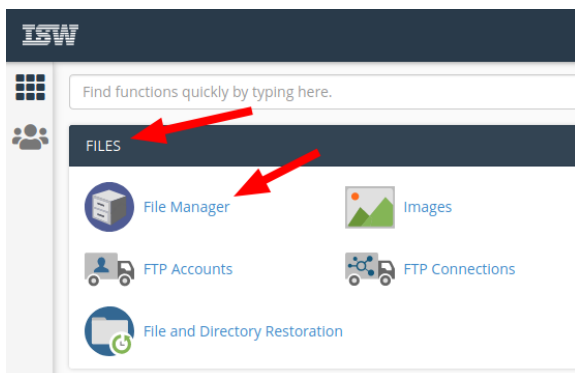 ISW
Find functions quickly by typing here.
FILES
File Manager
Images
FTP Accounts
FTP Connections
File and Directory Restoration